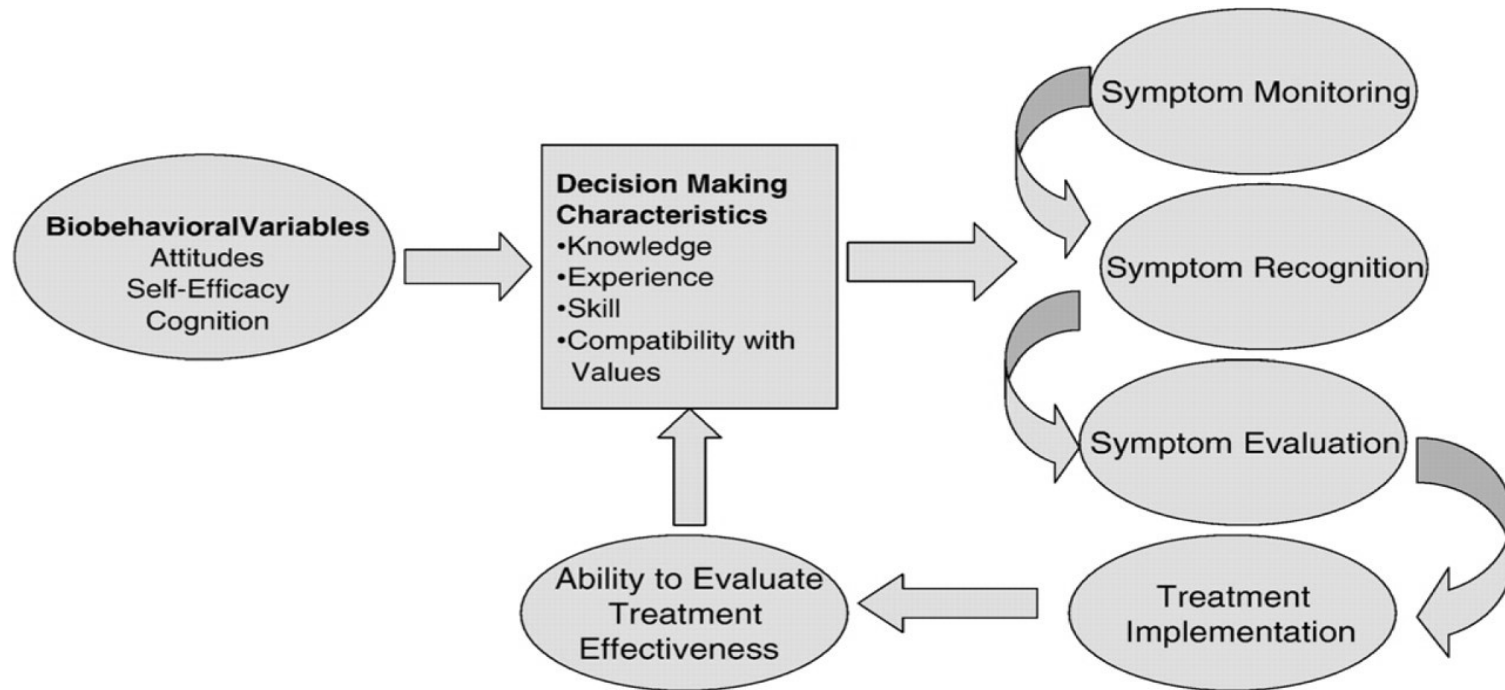 BiobehavioralVariables
Attitudes
Self-Efficacy
Cognition
Decision Making
Characteristics
•Knowledge
•Experience
•Skill
•Compatibility with
Values
Symptom Monitoring
Symptom Recognition
Symptom Evaluation
Treatment
Implementation
Ability to Evaluate
Treatment
Effectiveness